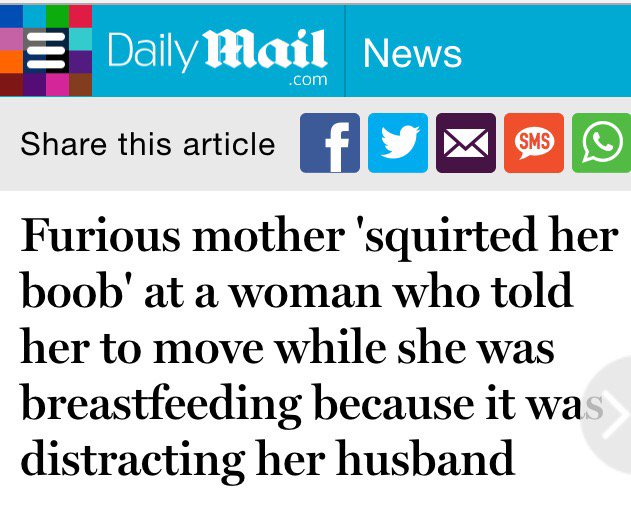 Daily Mail
.com
News
Share this article
f
SMS
Furious mother 'squirted her
boob' at a woman who told
her to move while she was
breastfeeding because it was
distracting her husband